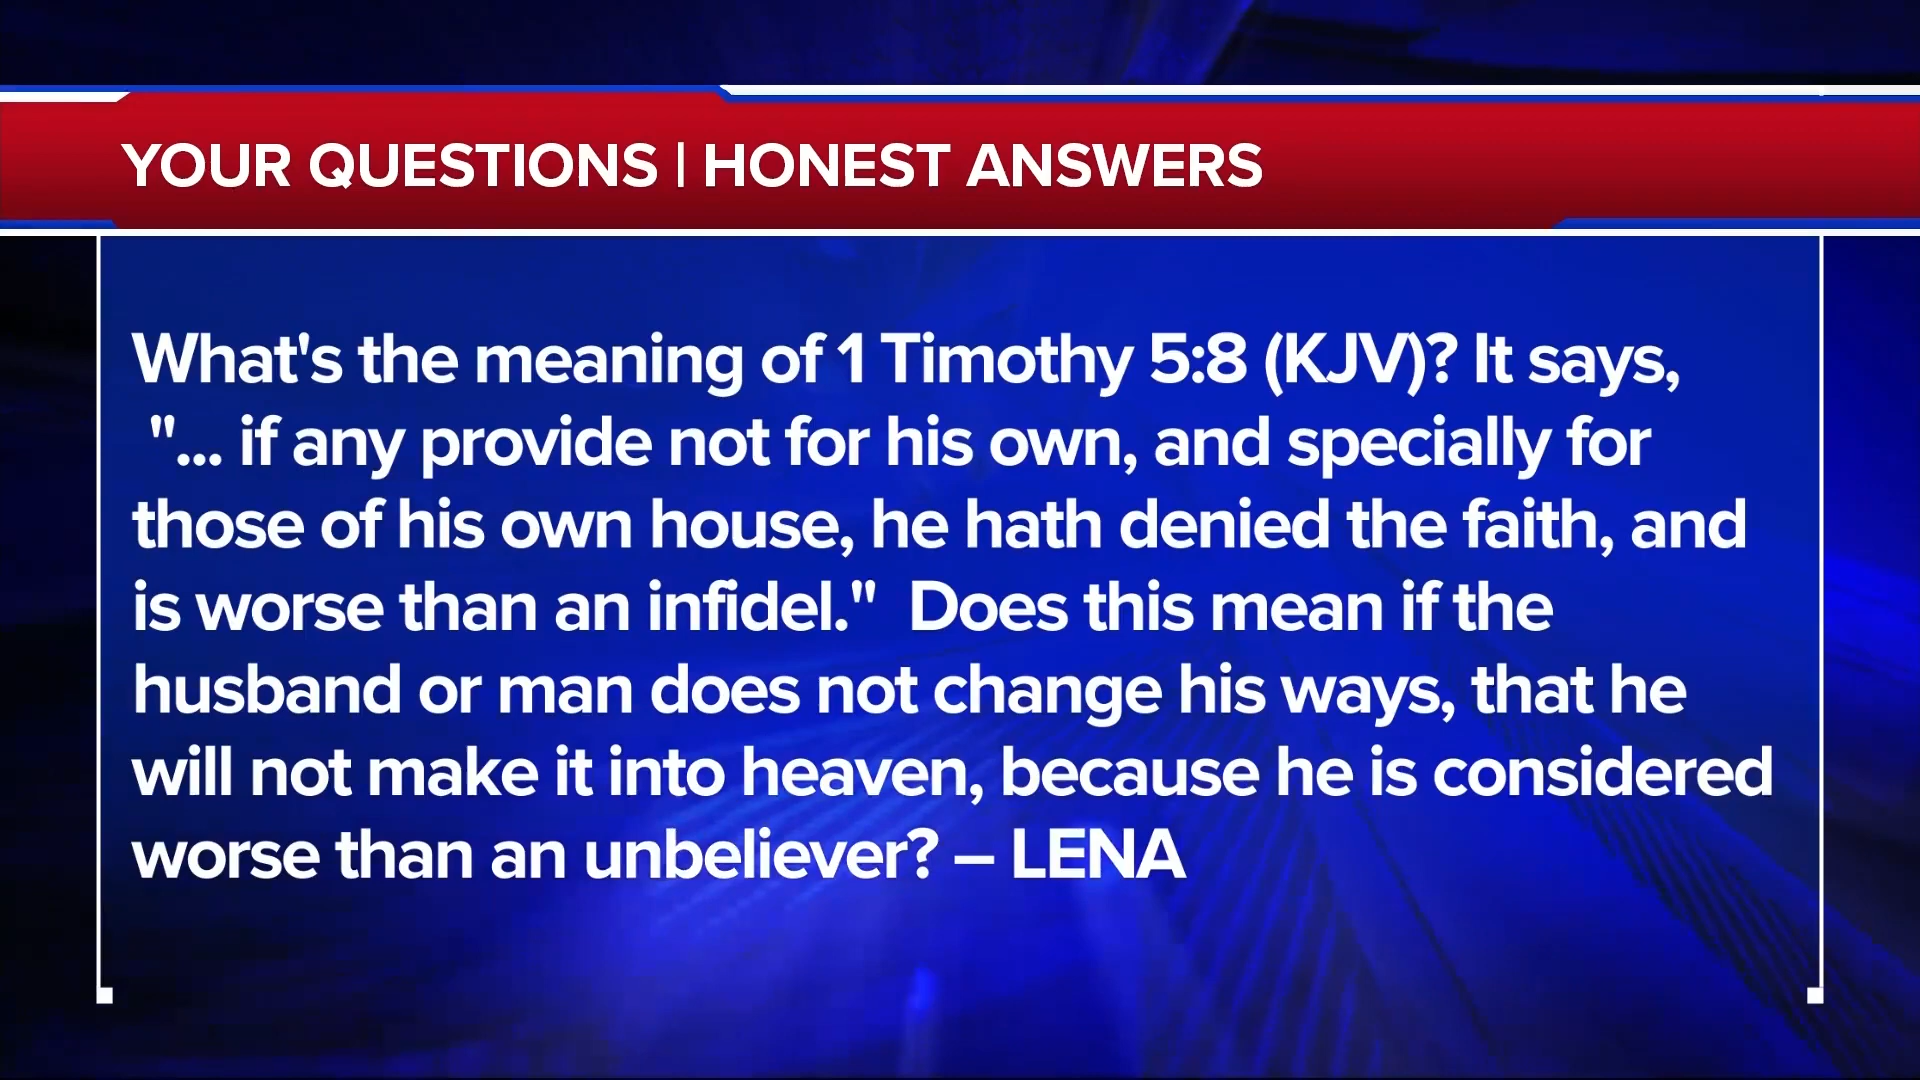 YOUR QUESTIONS | HONEST ANSWERS
What's the meaning of 1 Timothy 5:8 (KJV)? It says,
"... if any provide not for his own, and specially for
those of his own house, he hath denied the faith, and
is worse than an infidel."  Does this mean if the
husband or man does not change his ways, that he
will not make it into heaven, because he is considered
worse than an unbeliever? – LENA